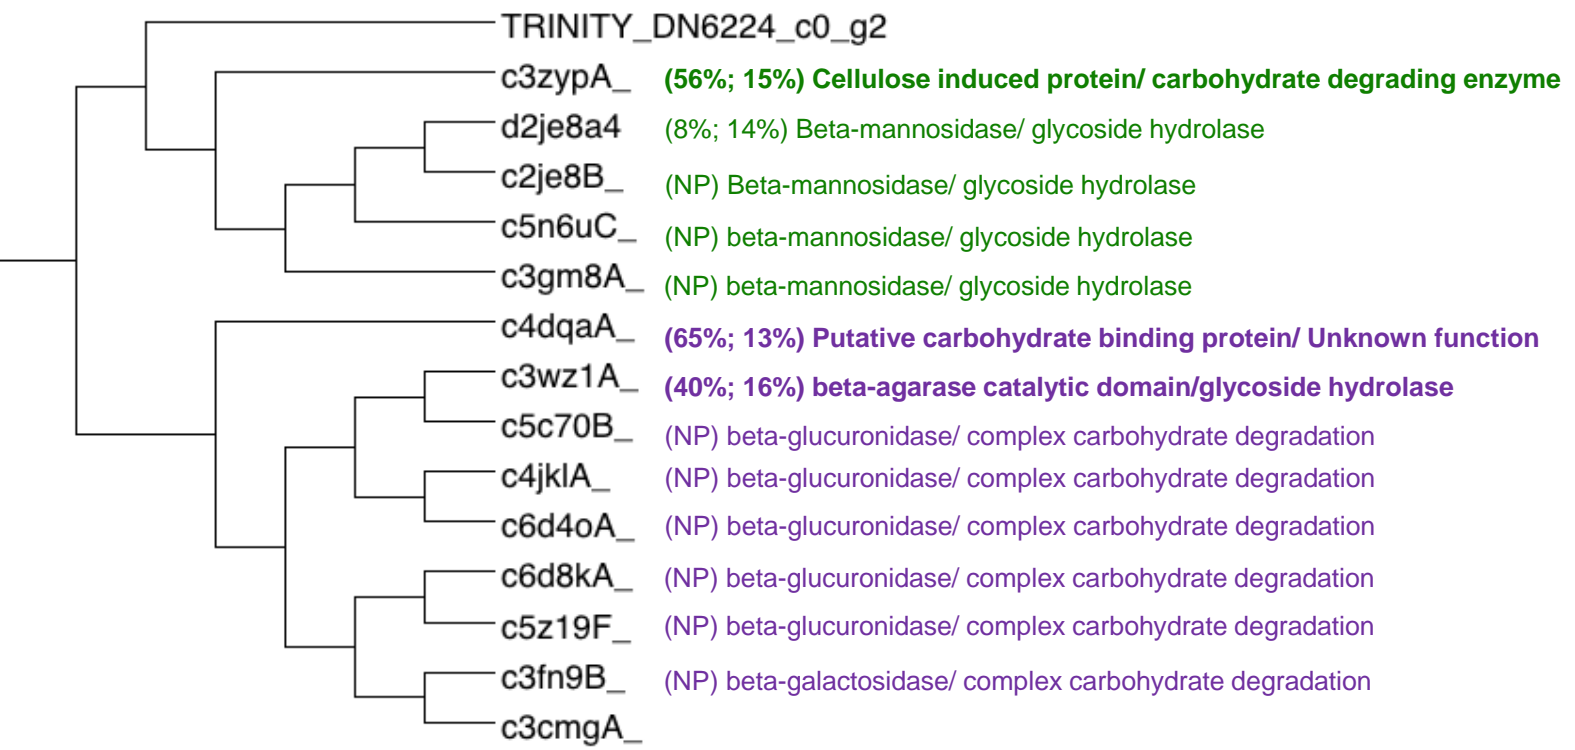 TRINITY_DN6224_c0_g2
c3zypA_ (56%; 15%) Cellulose induced protein/ carbohydrate degrading enzyme
d2je8a4 (8%; 14%) Beta-mannosidase/ glycoside hydrolase
c2je8B_ (NP) Beta-mannosidase/ glycoside hydrolase
c5n6uC_ (NP) beta-mannosidase/ glycoside hydrolase
c3gm8A_ (NP) beta-mannosidase/ glycoside hydrolase
c4dqaA_ (65%; 13%) Putative carbohydrate binding protein/ Unknown function
c3wz1A_ (40%; 16%) beta-agarase catalytic domain/glycoside hydrolase
c5c70B_ (NP) beta-glucuronidase/ complex carbohydrate degradation
c4jklA_ (NP) beta-glucuronidase/ complex carbohydrate degradation
c6d4oA_ (NP) beta-glucuronidase/ complex carbohydrate degradation
c6d8kA_ (NP) beta-glucuronidase/ complex carbohydrate degradation
c5z19F_ (NP) beta-glucuronidase/ complex carbohydrate degradation
c3fn9B_ (NP) beta-galactosidase/ complex carbohydrate degradation
c3cmgA_